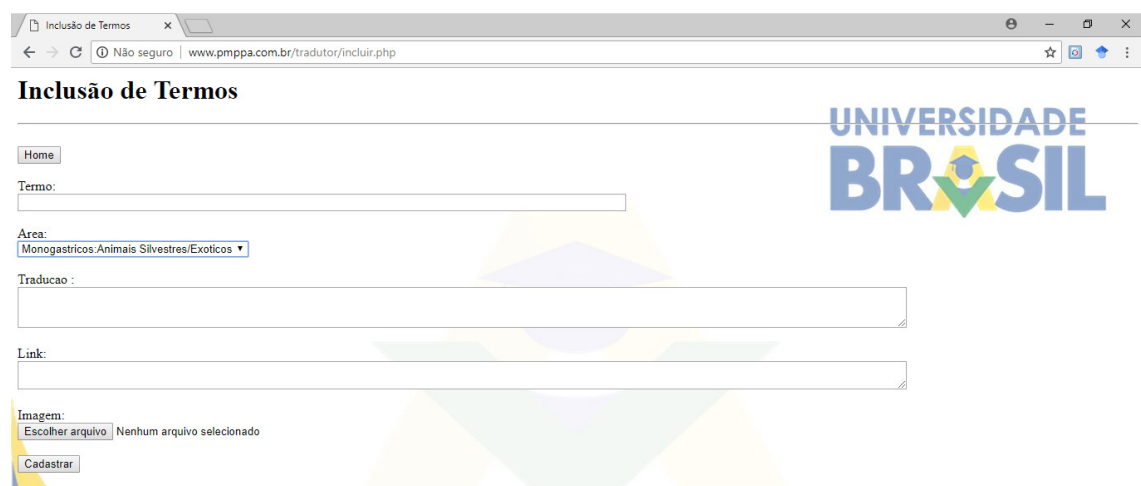 Inclusão de Termos
Não seguro | www.pmppa.com.br/tradutor/incluir.php
Inclusão de Termos
UNIVERSIDADE
BRASIL
Home
Termo:
Area:
Monogastricos:Animais Silvestres/Exoticos
Traducao :
Link:
Imagem:
Escolher arquivo Nenhum arquivo selecionado
Cadastrar